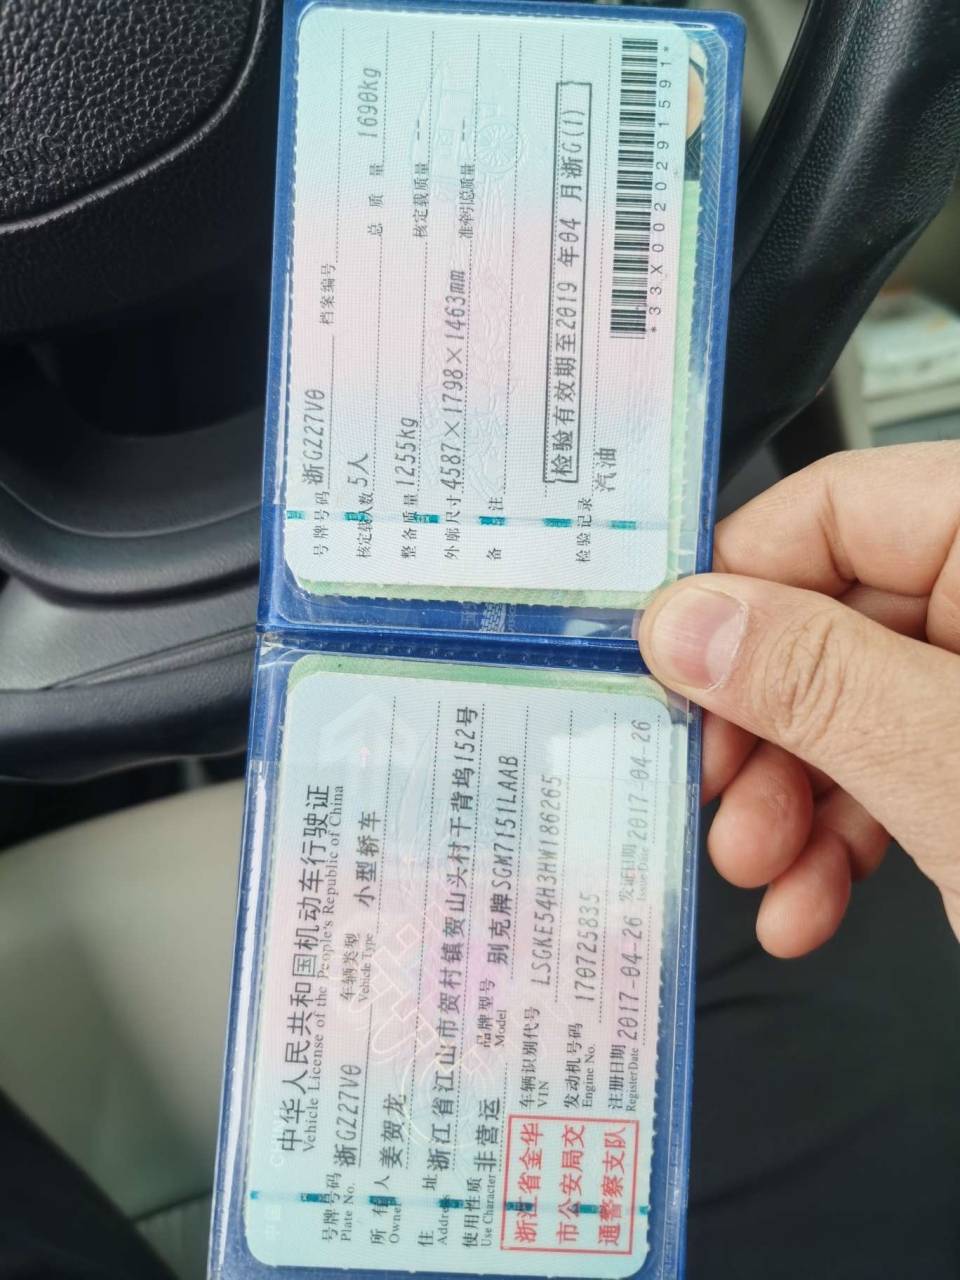 中华人民共和国机动车行驶证
Vehicle License of the People's Republic of China
号牌号码 浙GZ27V0 车辆类型 小型轿车
Plate No. Vehicle Type
所有人 姜贺龙
Owner
住址 浙江省江山市贺村镇贺山头村干背坞152号
Address
使用性质 非营运 品牌型号 别克牌SGM7151LAAB
Use Character Model
浙江省金华
市公安局交
通警察支队
车辆识别代号 LSGKE54H3HW186265
VIN
发动机号码 170725835
Engine No.
注册日期 2017-04-26 发证日期 2017-04-26
Register Date Issue Date
号牌号码 浙GZ27V0 档案编号
核定载人数 5人 总质量 1690kg
整备质量 1255kg 核定载质量 --
外廓尺寸 4587×1798×1463mm 准牵引总质量 --
备注
检验有效期至2019年04月浙G(1)
检验记录
汽油
*33X0020291591*